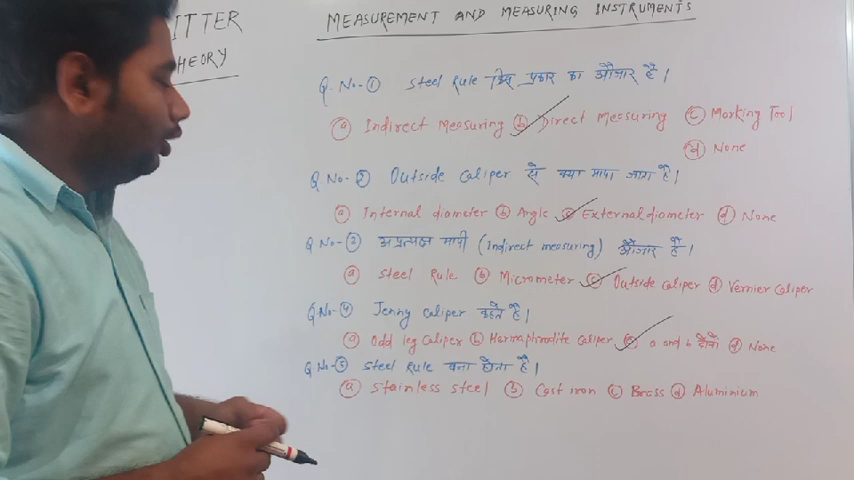 ITTER
HEORY
MEASUREMENT AND MEASURING INSTRUMENTS
Q. No-① Steel Rule किस प्रकार का औजार है।
ⓐ Indirect Measuring ⓑ Direct Measuring ⓒ Marking Tool
ⓓ None
Q No-② Outside Caliper से क्या मापा जाता है।
ⓐ Internal diameter ⓑ Angle ⓒ External diameter ⓓ None
Q No-③ अप्रत्यक्ष मापी (Indirect measuring) औजार है।
ⓐ Steel Rule ⓑ Micrometer ⓒ Outside caliper ⓓ Vernier Caliper
Q No-④ Jenny caliper कहते है।
ⓐ Odd leg caliper ⓑ Hermaphrodite caliper ⓒ a and b दोनों ⓓ None
Q No-⑤ Steel Rule बना होता है।
ⓐ Stainless steel ⓑ Cast iron ⓒ Brass ⓓ Aluminium